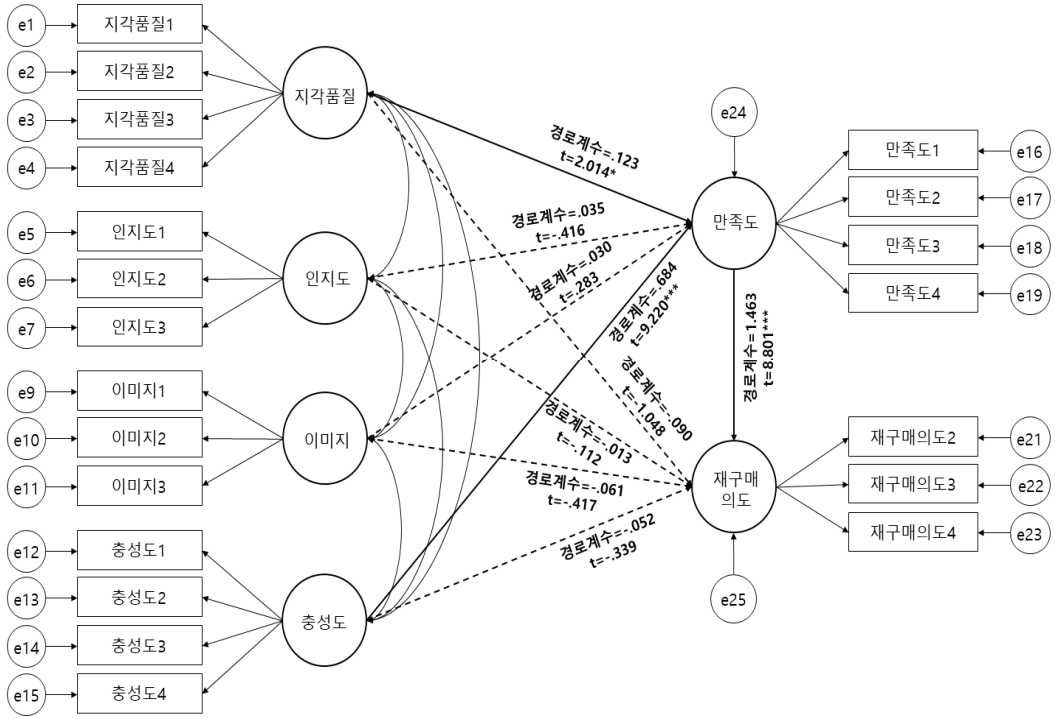 e1
지각품질1
e2
지각품질2
e3
지각품질3
e4
지각품질4
지각품질
e5
인지도1
e6
인지도2
e7
인지도3
인지도
e9
이미지1
e10
이미지2
e11
이미지3
이미지
e12
충성도1
e13
충성도2
e14
충성도3
e15
충성도4
충성도
경로계수=.123
t=2.014*
경로계수=.035
t=-.416
경로계수=.030
t=.283
경로계수=.684
t=9.220***
경로계수=-.090
t=-1.048
경로계수=-.013
t=-.112
경로계수=-.061
t=-.417
경로계수=-.052
t=-.339
경로계수=1.463
t=8.801***
e24
만족도
만족도1
e16
만족도2
e17
만족도3
e18
만족도4
e19
재구매
의도
e25
재구매의도2
e21
재구매의도3
e22
재구매의도4
e23